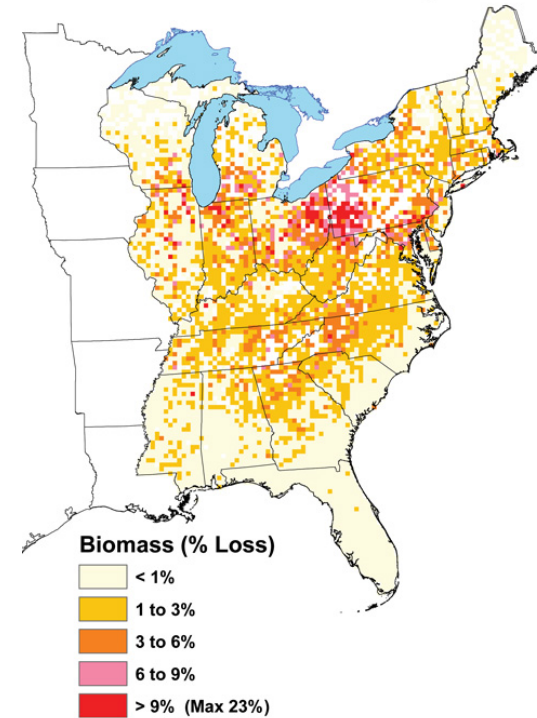 Biomass (% Loss)
< 1%
1 to 3%
3 to 6%
6 to 9%
> 9% (Max 23%)